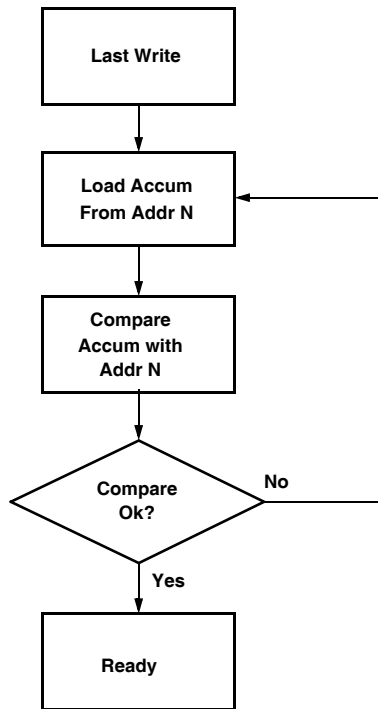 Last Write
Load Accum
From Addr N
Compare
Accum with
Addr N
Compare
Ok?
No
Yes
Ready